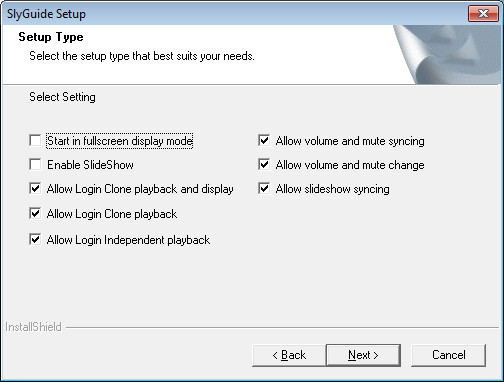 SlyGuide Setup
Setup Type
Select the setup type that best suits your needs.
Select Setting
Start in fullscreen display mode
Allow volume and mute syncing
Enable SlideShow
Allow volume and mute change
Allow Login Clone playback and display
Allow slideshow syncing
Allow Login Clone playback
Allow Login Independent playback
InstallShield
< Back
Next >
Cancel